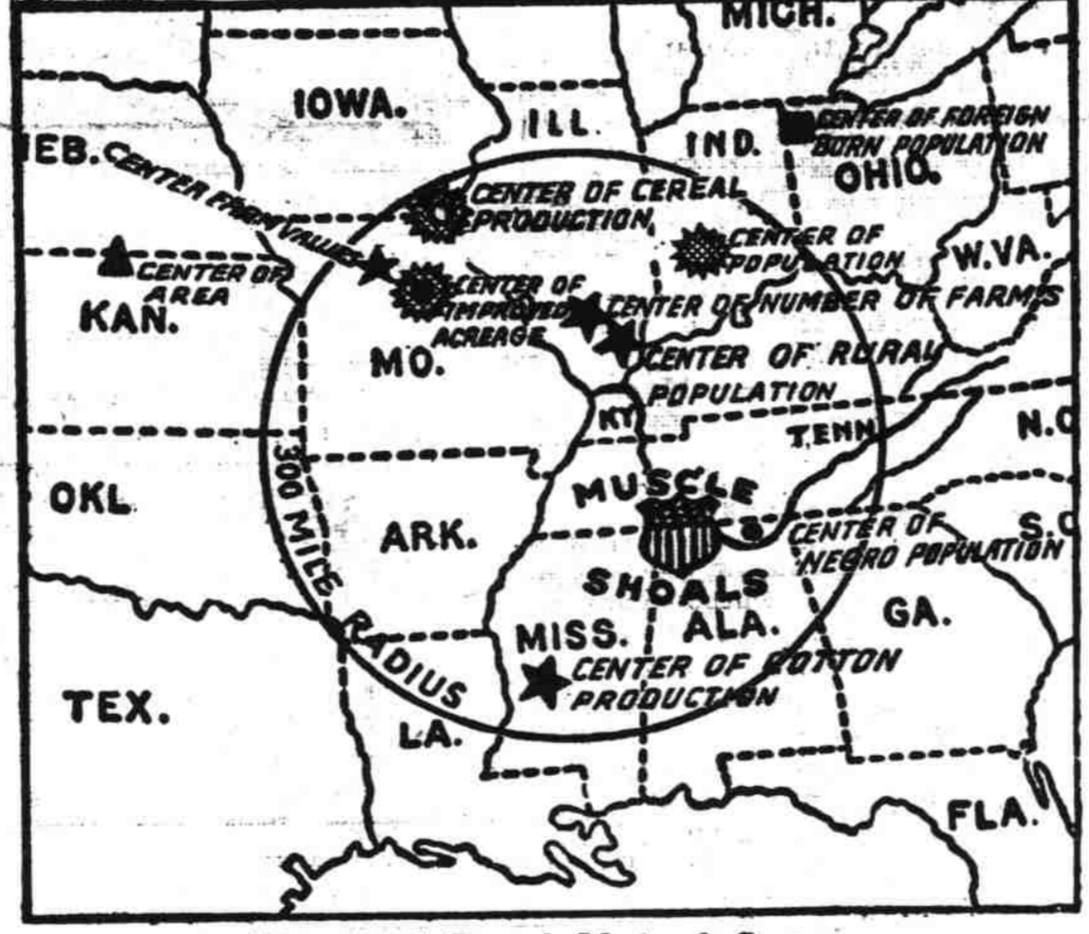 MICH.
IOWA.
ILL.
IND.
CENTER OF FOREIGN
BORN POPULATION
OHIO.
EB.
CENTER FARM VALUES
CENTER OF CEREAL
PRODUCTION
CENTER OF
POPULATION
W.VA.
CENTER OF
AREA
KAN.
CENTER OF
IMPROVED
ACREAGE
CENTER OF NUMBER OF FARMS
MO.
CENTER OF RURAL
POPULATION
KY
TENN
N.C
OKL
300 MILE RADIUS
ARK.
MUSCLE
SHOALS
CENTER OF
NEGRO POPULATION
S.C
MISS.
ALA.
GA.
CENTER OF COTTON
PRODUCTION
TEX.
LA.
FLA.